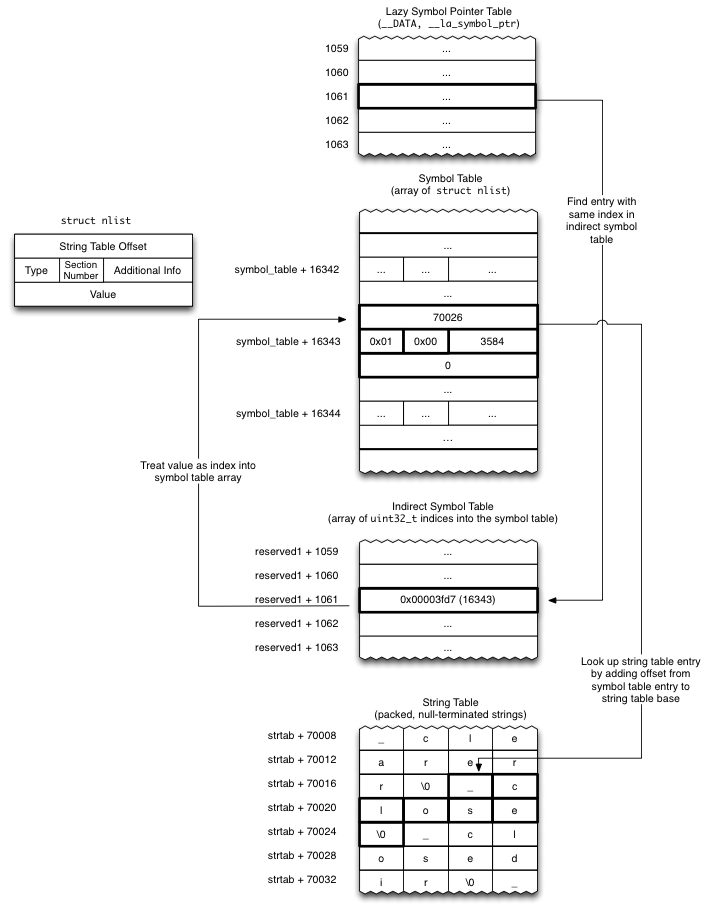 Lazy Symbol Pointer Table
(__DATA, __la_symbol_ptr)
1059 ...
1060 ...
1061 ...
1062 ...
1063 ...
Find entry with
same index in
indirect symbol
table
Symbol Table
(array of struct nlist)
struct nlist
String Table Offset
Type Section Number Additional Info
Value
...
symbol_table + 16342 ... ... ...
...
70026
symbol_table + 16343 0x01 0x00 3584
0
...
symbol_table + 16344 ... ... ...
...
Treat value as index into
symbol table array
Indirect Symbol Table
(array of uint32_t indices into the symbol table)
reserved1 + 1059 ...
reserved1 + 1060 ...
reserved1 + 1061 0x00003fd7 (16343)
reserved1 + 1062 ...
reserved1 + 1063 ...
Look up string table entry
by adding offset from
symbol table entry to
string table base
String Table
(packed, null-terminated strings)
strtab + 70008 _ c l e
strtab + 70012 a r e r
strtab + 70016 r \0 _ c
strtab + 70020 l o s e
strtab + 70024 \0 _ c l
strtab + 70028 o s e d
strtab + 70032 i r \0 _